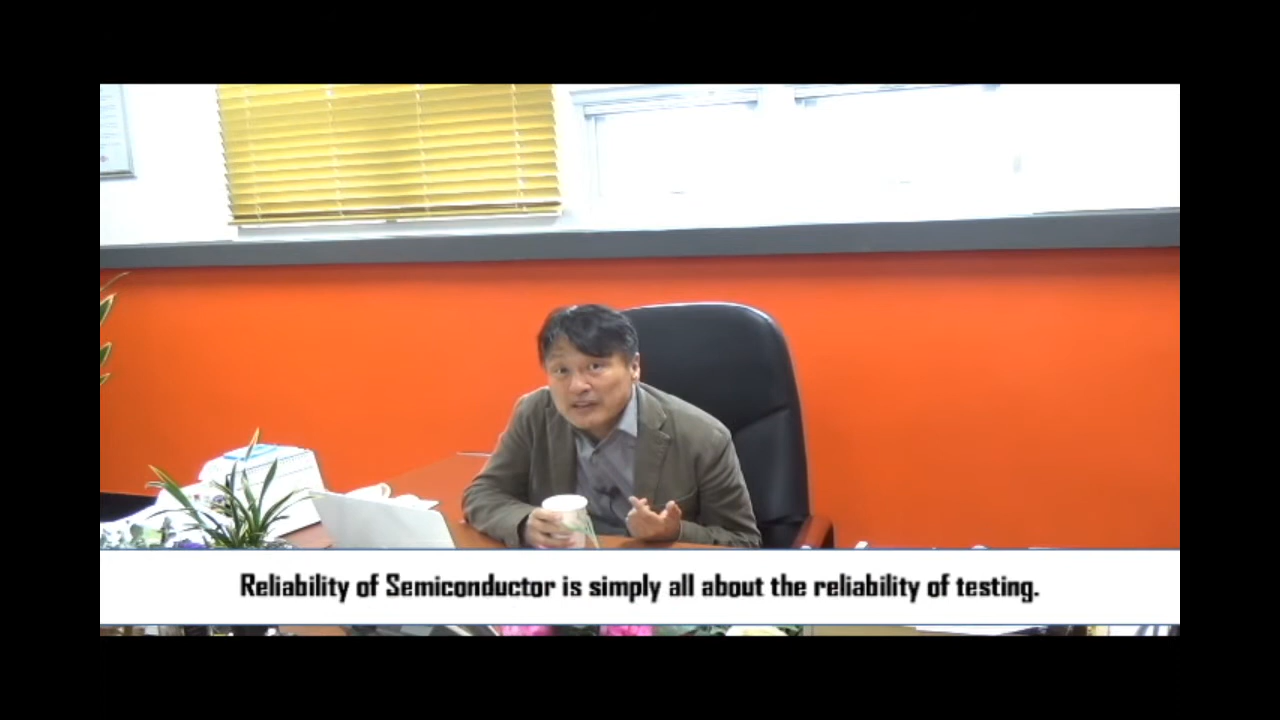 Reliability of Semiconductor is simply all about the reliability of testing.